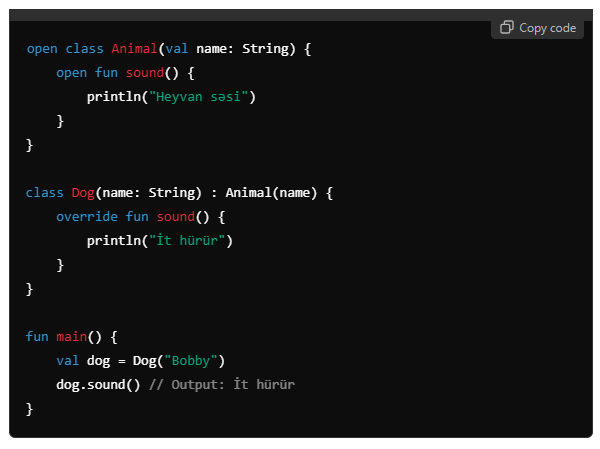 Copy code
open class Animal(val name: String) {
    open fun sound() {
        println("Heyvan səsi")
    }
}

class Dog(name: String) : Animal(name) {
    override fun sound() {
        println("İt hürür")
    }
}

fun main() {
    val dog = Dog("Bobby")
    dog.sound() // Output: İt hürür
}